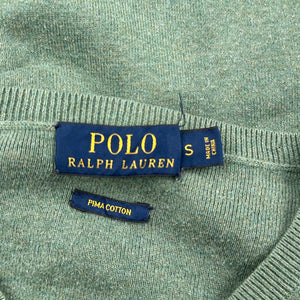 POLO
RALPH LAUREN
S
MADE IN
CHINA
PIMA COTTON